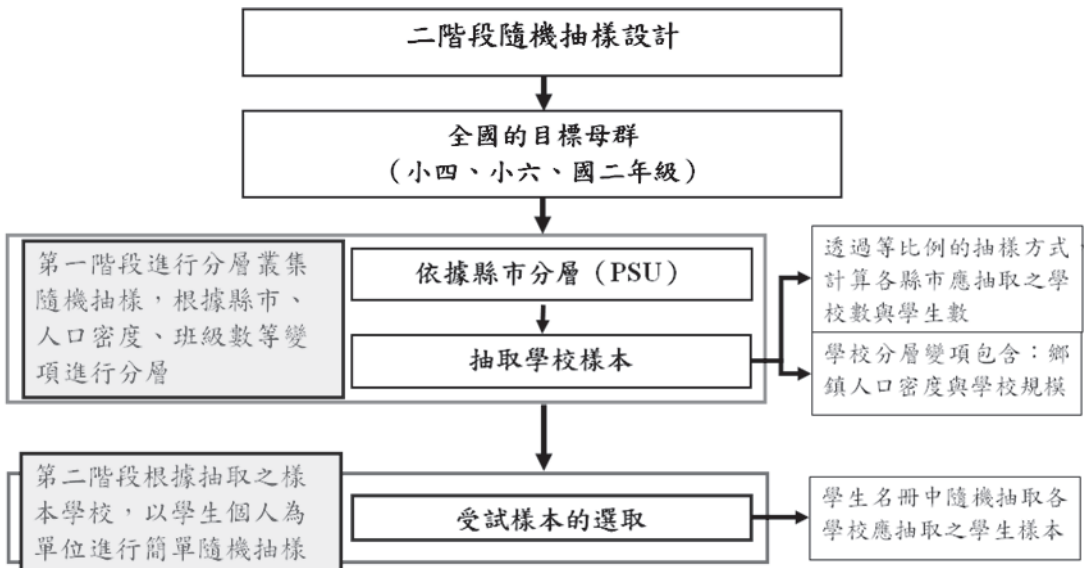 二階段隨機抽樣設計
全國的目標母群
（小四、小六、國二年級）
第一階段進行分層叢集
隨機抽樣，根據縣市、
人口密度、班級數等變
項進行分層
依據縣市分層（PSU）
抽取學校樣本
透過等比例的抽樣方式
計算各縣市應抽取之學
校數與學生數
學校分層變項包含：鄉
鎮人口密度與學校規模
第二階段根據抽取之樣
本學校，以學生個人為
單位進行簡單隨機抽樣
受試樣本的選取
學生名冊中隨機抽取各
學校應抽取之學生樣本